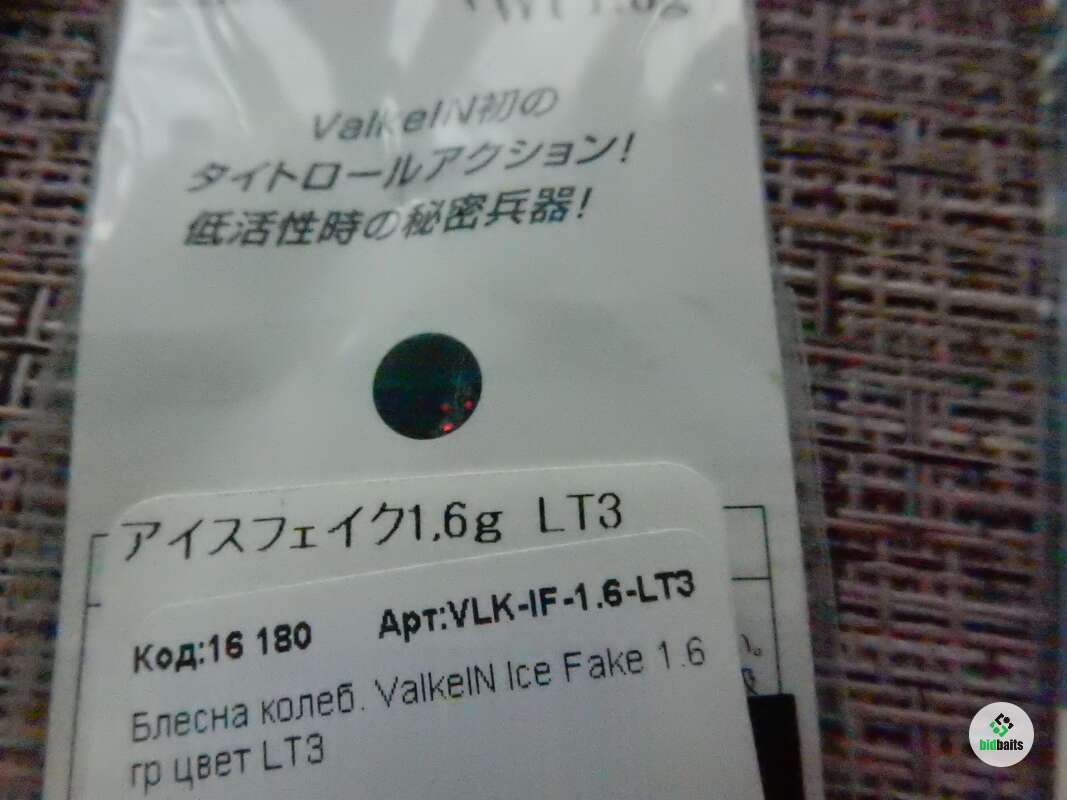 ValkeIN初の
タイトロールアクション!
低活性時の秘密兵器!
アイスフェイク1,6g LT3
Код:16 180 Арт:VLK-IF-1.6-LT3
Блесна колеб. ValkeIN Ice Fake 1.6
гр цвет LT3
bidbaits